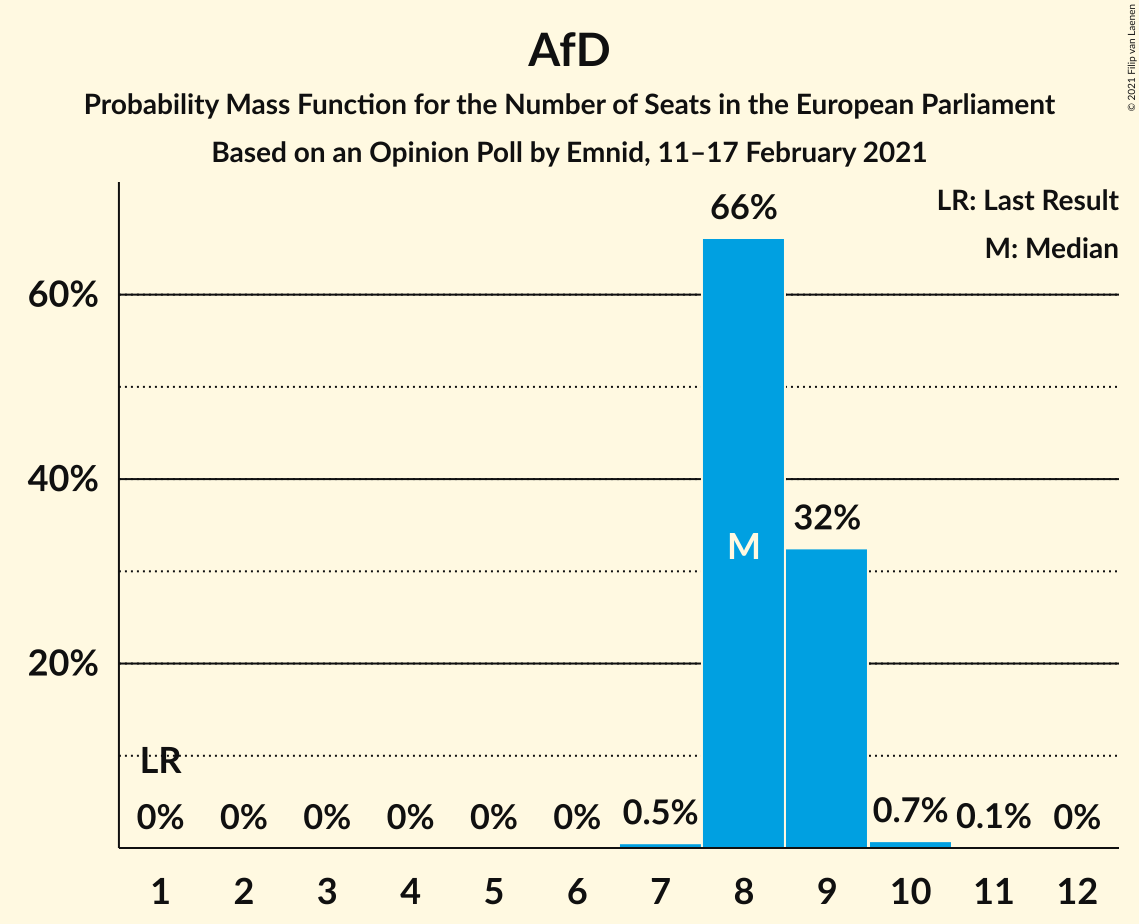 AfD
Probability Mass Function for the Number of Seats in the European Parliament
Based on an Opinion Poll by Emnid, 11–17 February 2021
© 2021 Filip van Laenen
LR: Last Result
M: Median
66%
60%
40%
32%
M
20%
LR
0% 0% 0% 0% 0% 0% 0.5% 0.7% 0.1% 0%
1 2 3 4 5 6 7 8 9 10 11 12